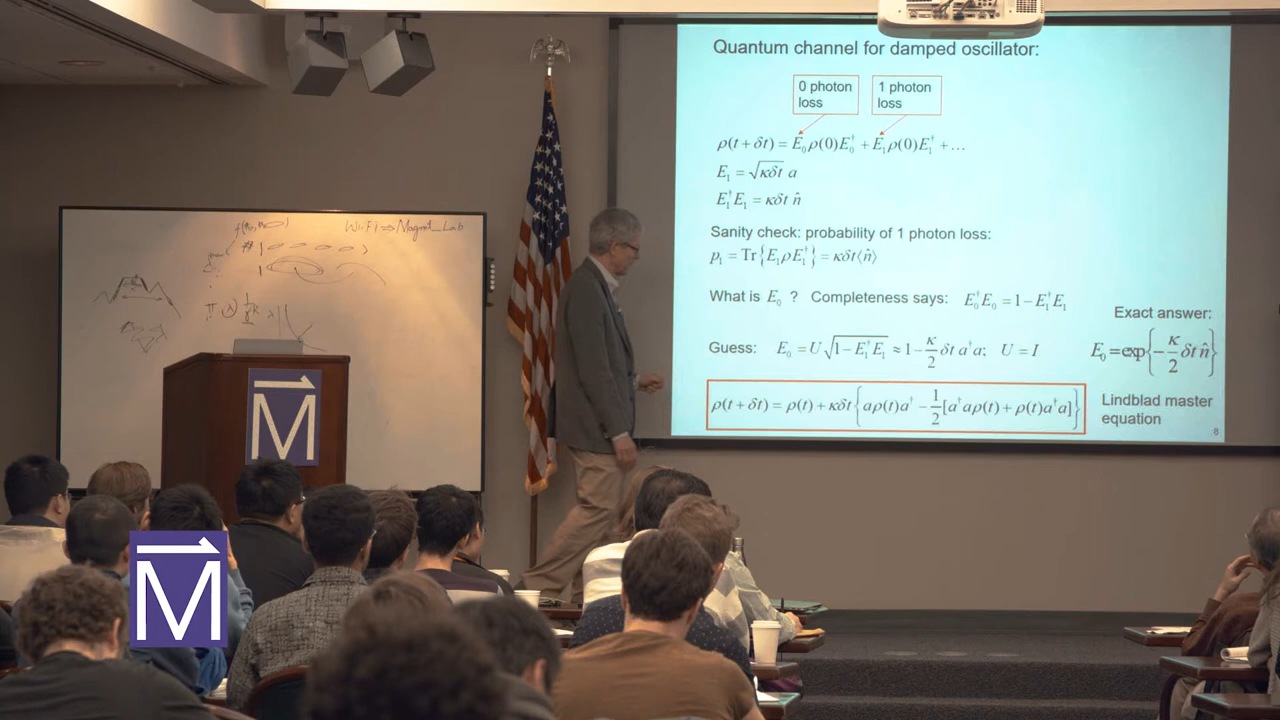 Quantum channel for damped oscillator:
0 photon loss
1 photon loss
ρ(t + δt) = E₀ρ(0)E₀† + E₁ρ(0)E₁† + …
E₁ = √κδt a
E₁†E₁ = κδt n̂
Sanity check: probability of 1 photon loss:
p₁ = Tr{E₁ρE₁†} = κδt⟨n̂⟩
What is E₀ ? Completeness says: E₀†E₀ = 1 − E₁†E₁
Exact answer:
Guess: E₀ = U√1 − E₁†E₁ ≈ 1 − κ/2 δt a†a; U = I
E₀ = exp{−κ/2 δt n̂}
ρ(t + δt) = ρ(t) + κδt{aρ(t)a† − 1/2[a†aρ(t) + ρ(t)a†a]}
Lindblad master
equation
8
WiFi ⇒ Magnet_Lab
M
M